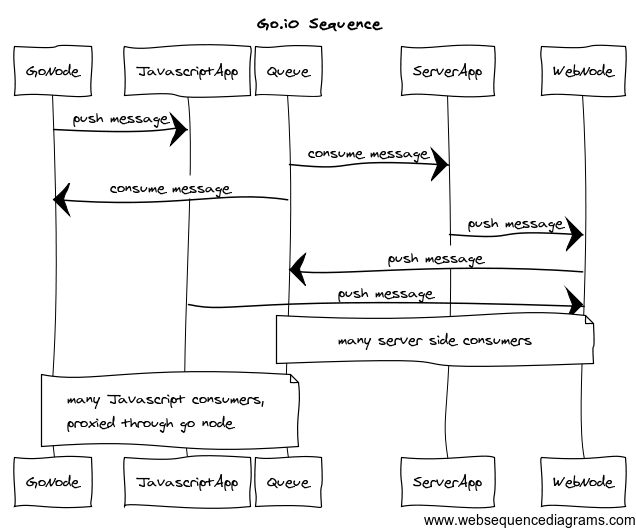 Go.io Sequence
GoNode
JavascriptApp
Queue
ServerApp
WebNode
push message
consume message
consume message
push message
push message
push message
many server side consumers
many Javascript consumers,
proxied through go node
GoNode
JavascriptApp
Queue
ServerApp
WebNode
www.websequencediagrams.com